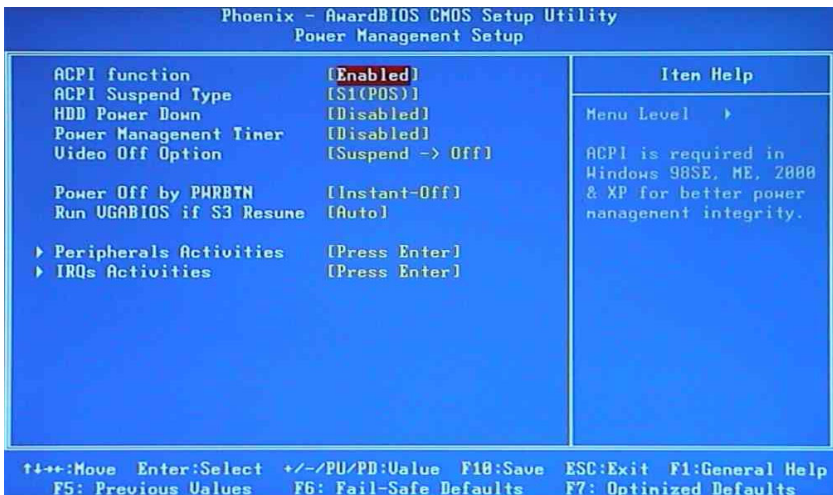 Phoenix - AwardBIOS CMOS Setup Utility
Power Management Setup
ACPI function [Enabled]
ACPI Suspend Type [S1(POS)]
HDD Power Down [Disabled]
Power Management Timer [Disabled]
Video Off Option [Suspend -> Off]
Power Off by PWRBTN [Instant-Off]
Run VGABIOS if S3 Resume [Auto]
▸ Peripherals Activities [Press Enter]
▸ IRQs Activities [Press Enter]
Item Help
Menu Level ▸
ACPI is required in
Windows 98SE, ME, 2000
& XP for better power
management integrity.
↑↓→←:Move Enter:Select +/-/PU/PD:Value F10:Save ESC:Exit F1:General Help
F5: Previous Values F6: Fail-Safe Defaults F7: Optimized Defaults